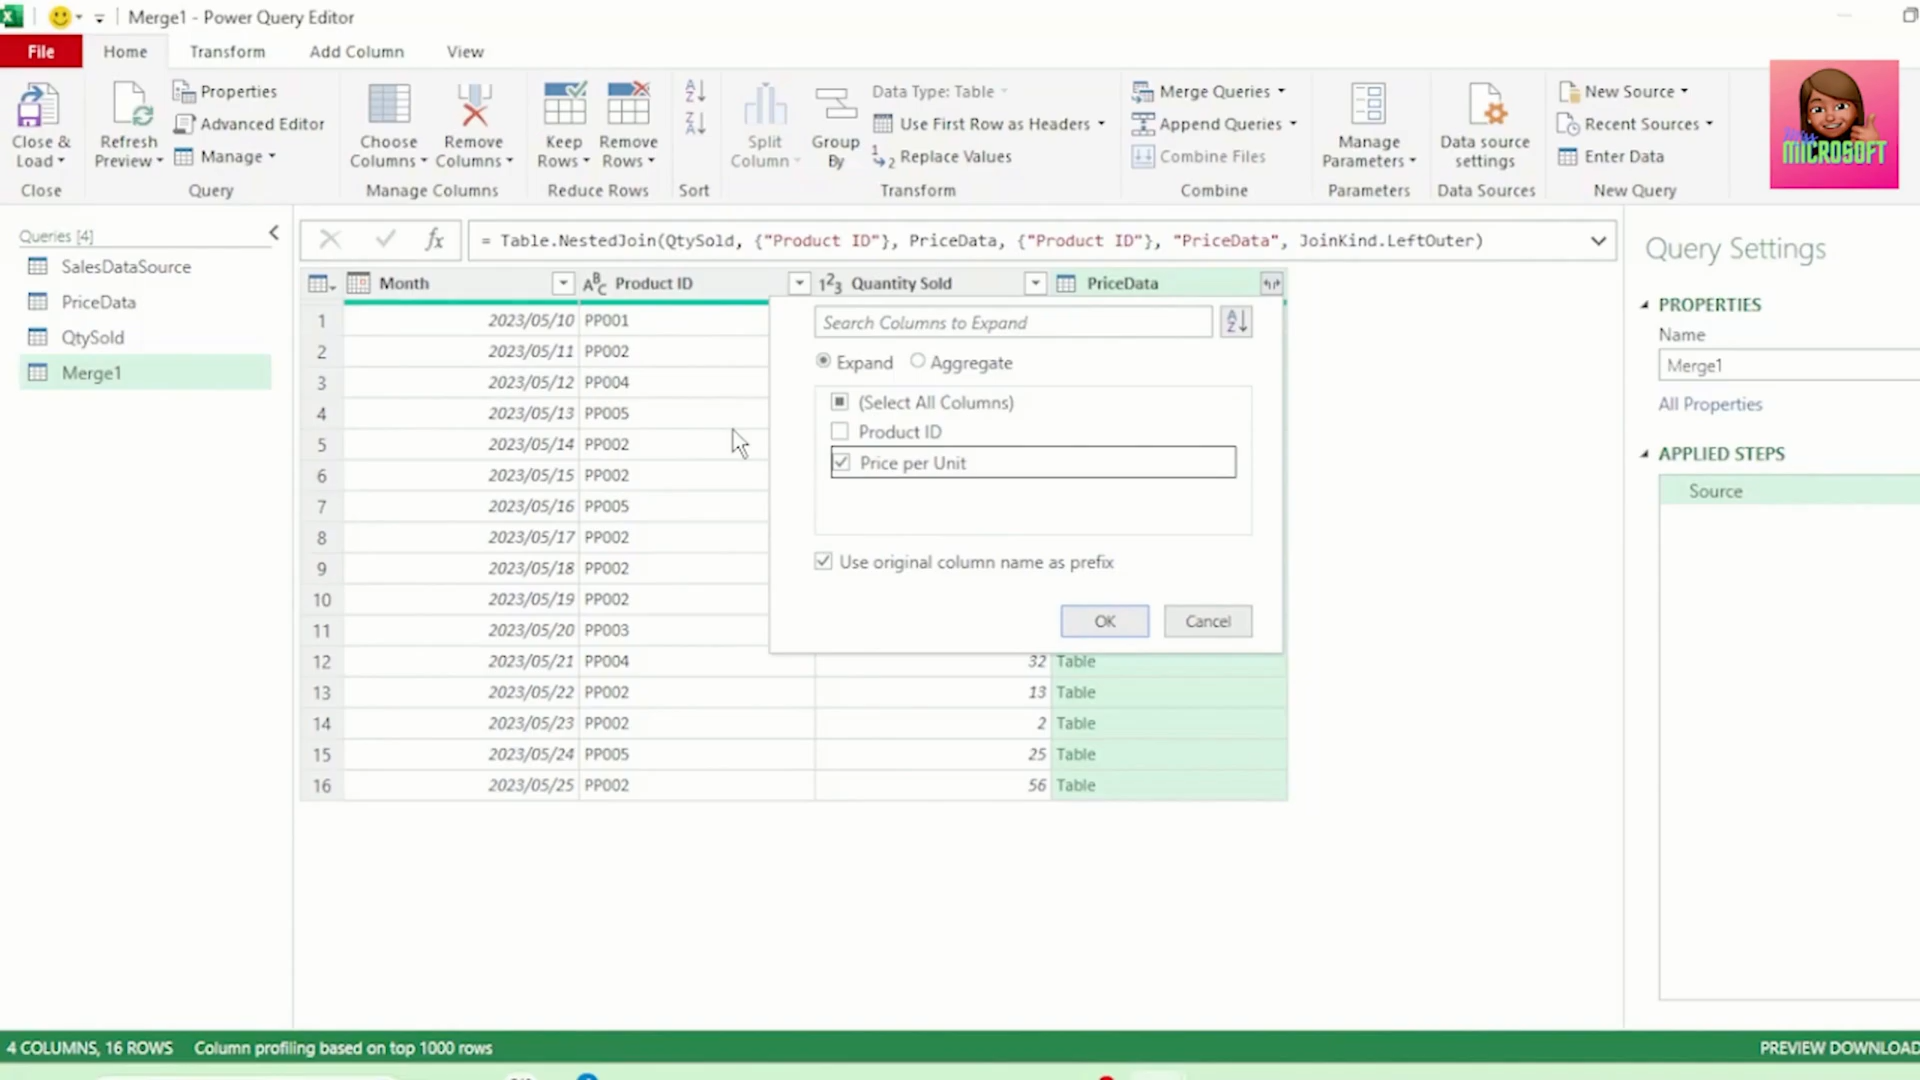 Merge1 - Power Query Editor
File
Home
Transform
Add Column
View
Close & Load
Refresh Preview
Properties
Advanced Editor
Manage
Choose Columns
Remove Columns
Keep Rows
Remove Rows
Split Column
Group By
Data Type: Table
Use First Row as Headers
Replace Values
Merge Queries
Append Queries
Combine Files
Manage Parameters
Data source settings
New Source
Recent Sources
Enter Data
Close
Query
Manage Columns
Reduce Rows
Sort
Transform
Combine
Parameters
Data Sources
New Query
MICROSOFT
Queries [4]
SalesDataSource
PriceData
QtySold
Merge1
= Table.NestedJoin(QtySold, {"Product ID"}, PriceData, {"Product ID"}, "PriceData", JoinKind.LeftOuter)
Month Product ID Quantity Sold PriceData
1 2023/05/10 PP001
2 2023/05/11 PP002
3 2023/05/12 PP004
4 2023/05/13 PP005
5 2023/05/14 PP002
6 2023/05/15 PP002
7 2023/05/16 PP005
8 2023/05/17 PP002
9 2023/05/18 PP002
10 2023/05/19 PP002
11 2023/05/20 PP003
12 2023/05/21 PP004 32 Table
13 2023/05/22 PP002 13 Table
14 2023/05/23 PP002 2 Table
15 2023/05/24 PP005 25 Table
16 2023/05/25 PP002 56 Table
Search Columns to Expand
Expand
Aggregate
(Select All Columns)
Product ID
Price per Unit
Use original column name as prefix
OK
Cancel
Query Settings
PROPERTIES
Name
Merge1
All Properties
APPLIED STEPS
Source
4 COLUMNS, 16 ROWS
Column profiling based on top 1000 rows
PREVIEW DOWNLOAD